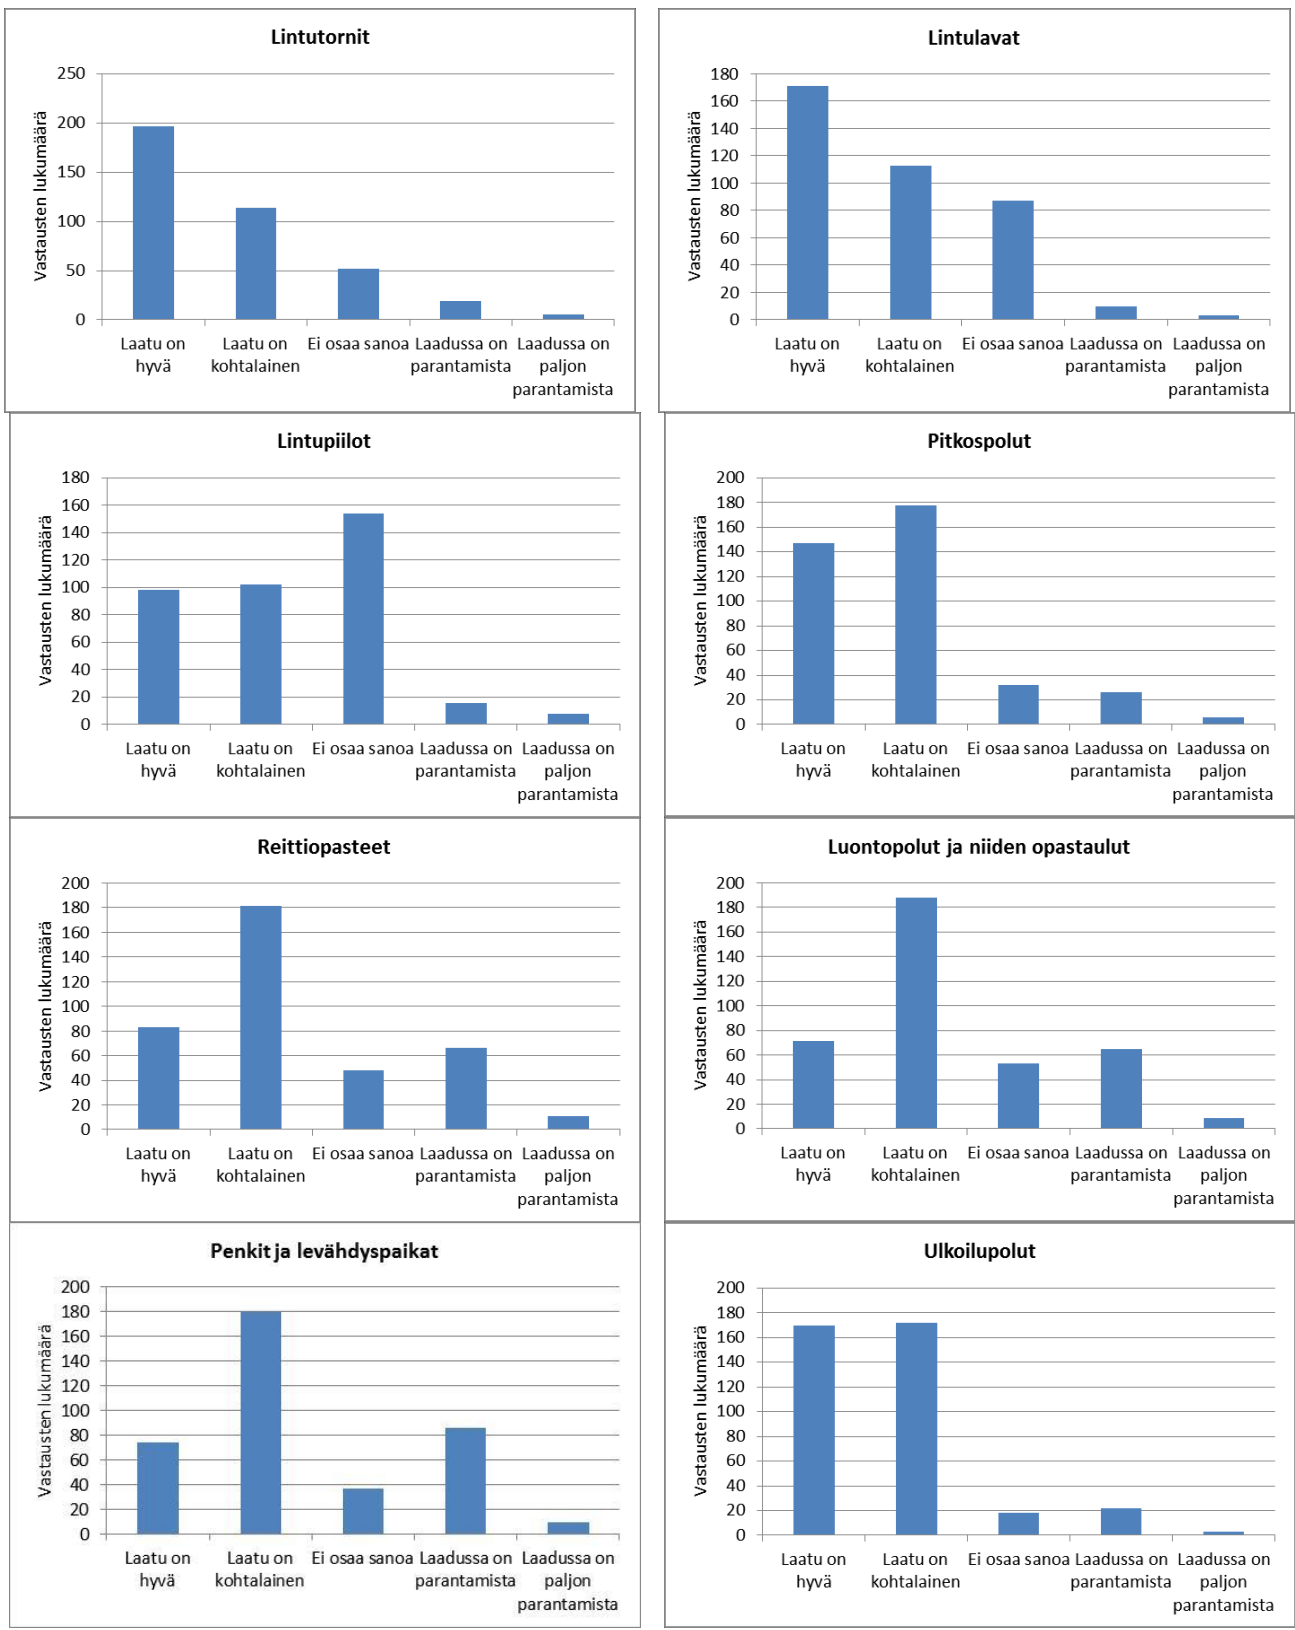 Lintutornit
Vastausten lukumäärä
250
200
150
100
50
0
Laatu on
hyvä
Laatu on
kohtalainen
Ei osaa sanoa
Laadussa on
parantamista
Laadussa on
paljon
parantamista
Lintulavat
Vastausten lukumäärä
180
160
140
120
100
80
60
40
20
0
Laatu on
hyvä
Laatu on
kohtalainen
Ei osaa sanoa
Laadussa on
parantamista
Laadussa on
paljon
parantamista
Lintupiilot
Vastausten lukumäärä
180
160
140
120
100
80
60
40
20
0
Laatu on
hyvä
Laatu on
kohtalainen
Ei osaa sanoa
Laadussa on
parantamista
Laadussa on
paljon
parantamista
Pitkospolut
Vastausten lukumäärä
200
180
160
140
120
100
80
60
40
20
0
Laatu on
hyvä
Laatu on
kohtalainen
Ei osaa sanoa
Laadussa on
parantamista
Laadussa on
paljon
parantamista
Reittiopasteet
Vastausten lukumäärä
200
180
160
140
120
100
80
60
40
20
0
Laatu on
hyvä
Laatu on
kohtalainen
Ei osaa sanoa
Laadussa on
parantamista
Laadussa on
paljon
parantamista
Luontopolut ja niiden opastaulut
Vastausten lukumäärä
200
180
160
140
120
100
80
60
40
20
0
Laatu on
hyvä
Laatu on
kohtalainen
Ei osaa sanoa
Laadussa on
parantamista
Laadussa on
paljon
parantamista
Penkit ja levähdyspaikat
Vastausten lukumäärä
200
180
160
140
120
100
80
60
40
20
0
Laatu on
hyvä
Laatu on
kohtalainen
Ei osaa sanoa
Laadussa on
parantamista
Laadussa on
paljon
parantamista
Ulkoilupolut
Vastausten lukumäärä
200
180
160
140
120
100
80
60
40
20
0
Laatu on
hyvä
Laatu on
kohtalainen
Ei osaa sanoa
Laadussa on
parantamista
Laadussa on
paljon
parantamista